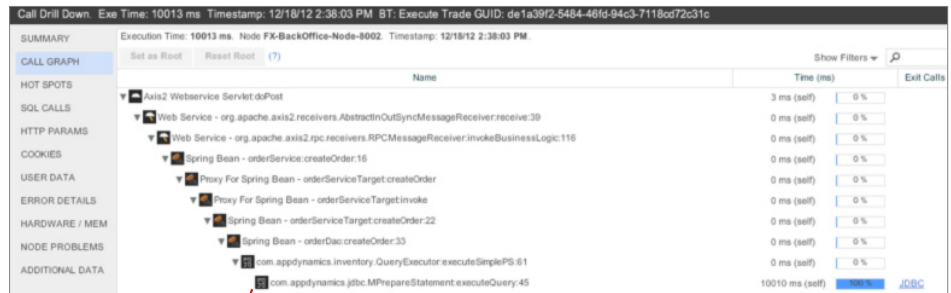 Call Drill Down. Exe Time: 10013 ms Timestamp: 12/18/12 2:38:03 PM BT: Execute Trade GUID: de1a39f2-5484-46fd-94c3-7118cd72c31c
SUMMARY
CALL GRAPH
HOT SPOTS
SQL CALLS
HTTP PARAMS
COOKIES
USER DATA
ERROR DETAILS
HARDWARE / MEM
NODE PROBLEMS
ADDITIONAL DATA
Execution Time: 10013 ms. Node FX-BackOffice-Node-8002. Timestamp: 12/18/12 2:38:03 PM.
Set as Root Reset Root (?) Show Filters
Name Time (ms) Exit Calls
Axis2 Webservice Servlet:doPost 3 ms (self) 0 %
Web Service - org.apache.axis2.receivers.AbstractInOutSyncMessageReceiver:receive:39 0 ms (self) 0 %
Web Service - org.apache.axis2.rpc.receivers.RPCMessageReceiver:invokeBusinessLogic:116 0 ms (self) 0 %
Spring Bean - orderService:createOrder:16 0 ms (self) 0 %
Proxy For Spring Bean - orderServiceTarget:createOrder 0 ms (self) 0 %
Proxy For Spring Bean - orderServiceTarget:invoke 0 ms (self) 0 %
Spring Bean - orderServiceTarget:createOrder:22 0 ms (self) 0 %
Spring Bean - orderDao:createOrder:33 0 ms (self) 0 %
com.appdynamics.inventory.QueryExecutor:executeSimplePS:61 0 ms (self) 0 %
com.appdynamics.jdbc.MPrepareStatement:executeQuery:45 10010 ms (self) 100 % JDBC